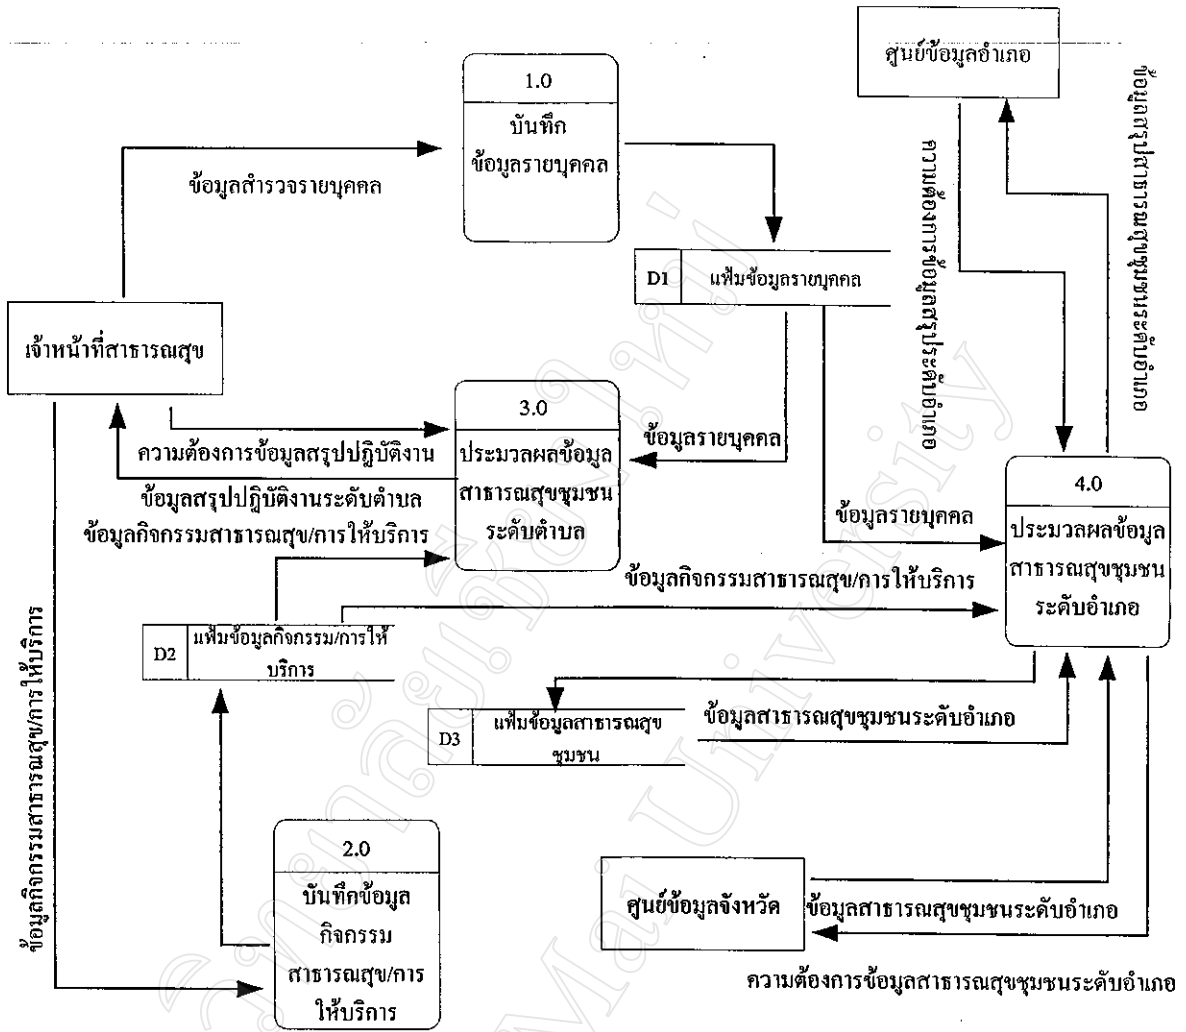 ศูนย์ข้อมูลอำเภอ
1.0
บันทึก
ข้อมูลรายบุคคล
ข้อมูลสำรวจรายบุคคล
ความต้องการข้อมูลสรุประดับอำเภอ
ข้อมูลสรุปสาธารณสุขชุมชนระดับอำเภอ
D1
แฟ้มข้อมูลรายบุคคล
เจ้าหน้าที่สาธารณสุข
3.0
ประมวลผลข้อมูล
สาธารณสุขชุมชน
ระดับตำบล
ข้อมูลรายบุคคล
ความต้องการข้อมูลสรุปปฏิบัติงาน
ข้อมูลสรุปปฏิบัติงานระดับตำบล
ข้อมูลกิจกรรมสาธารณสุข/การให้บริการ
4.0
ประมวลผลข้อมูล
สาธารณสุขชุมชน
ระดับอำเภอ
ข้อมูลรายบุคคล
ข้อมูลกิจกรรมสาธารณสุข/การให้บริการ
D2
แฟ้มข้อมูลกิจกรรม/การให้
บริการ
ข้อมูลกิจกรรมสาธารณสุข/การให้บริการ
D3
แฟ้มข้อมูลสาธารณสุข
ชุมชน
ข้อมูลสาธารณสุขชุมชนระดับอำเภอ
2.0
บันทึกข้อมูล
กิจกรรม
สาธารณสุข/การ
ให้บริการ
ศูนย์ข้อมูลจังหวัด
ข้อมูลสาธารณสุขชุมชนระดับอำเภอ
ความต้องการข้อมูลสาธารณสุขชุมชนระดับอำเภอ
Mai University